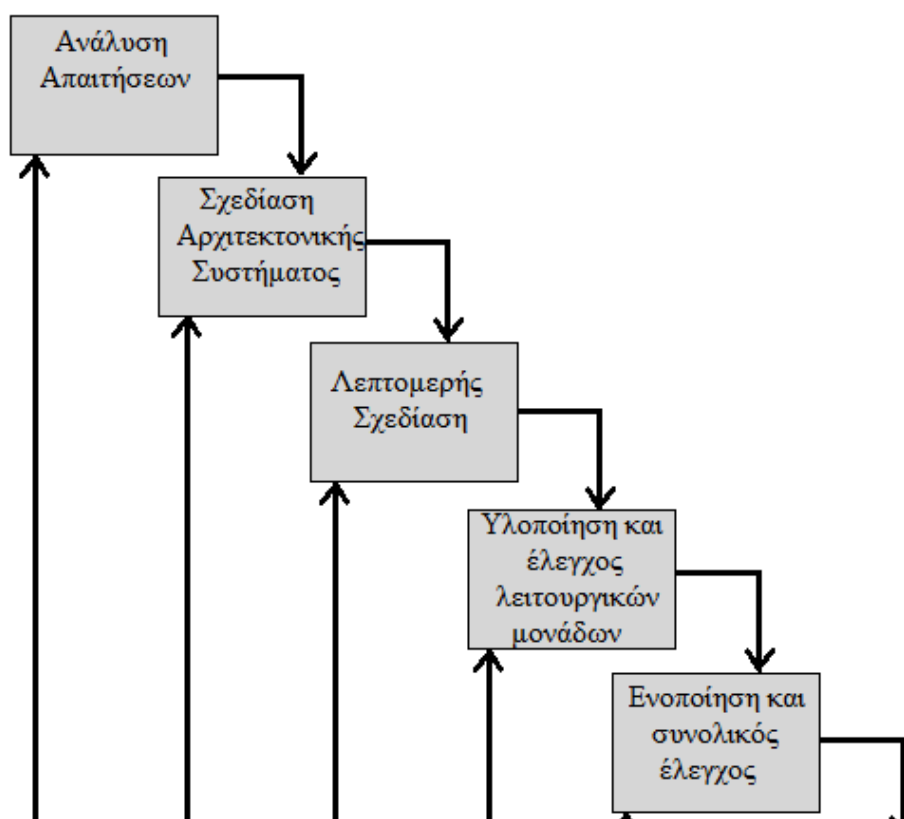 Ανάλυση
Απαιτήσεων
Σχεδίαση
Αρχιτεκτονικής
Συστήματος
Λεπτομερής
Σχεδίαση
Υλοποίηση και
έλεγχος
λειτουργικών
μονάδων
Ενοποίηση και
συνολικός
έλεγχος